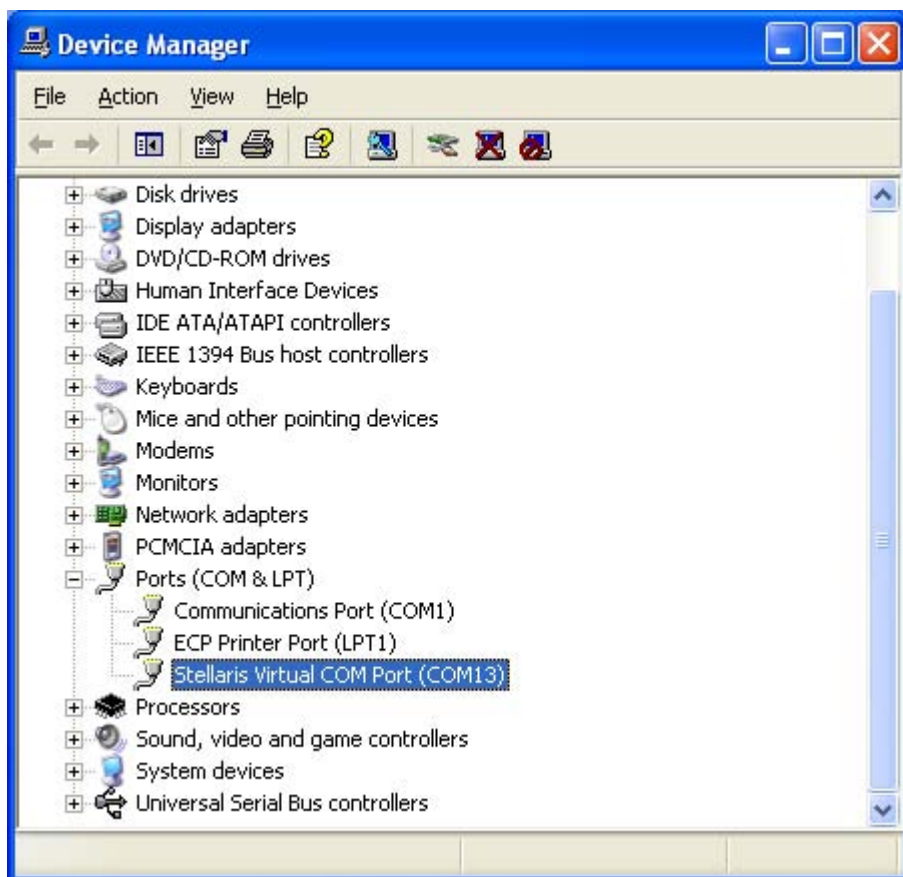 Device Manager
File Action View Help
Disk drives
Display adapters
DVD/CD-ROM drives
Human Interface Devices
IDE ATA/ATAPI controllers
IEEE 1394 Bus host controllers
Keyboards
Mice and other pointing devices
Modems
Monitors
Network adapters
PCMCIA adapters
Ports (COM & LPT)
Communications Port (COM1)
ECP Printer Port (LPT1)
Stellaris Virtual COM Port (COM13)
Processors
Sound, video and game controllers
System devices
Universal Serial Bus controllers